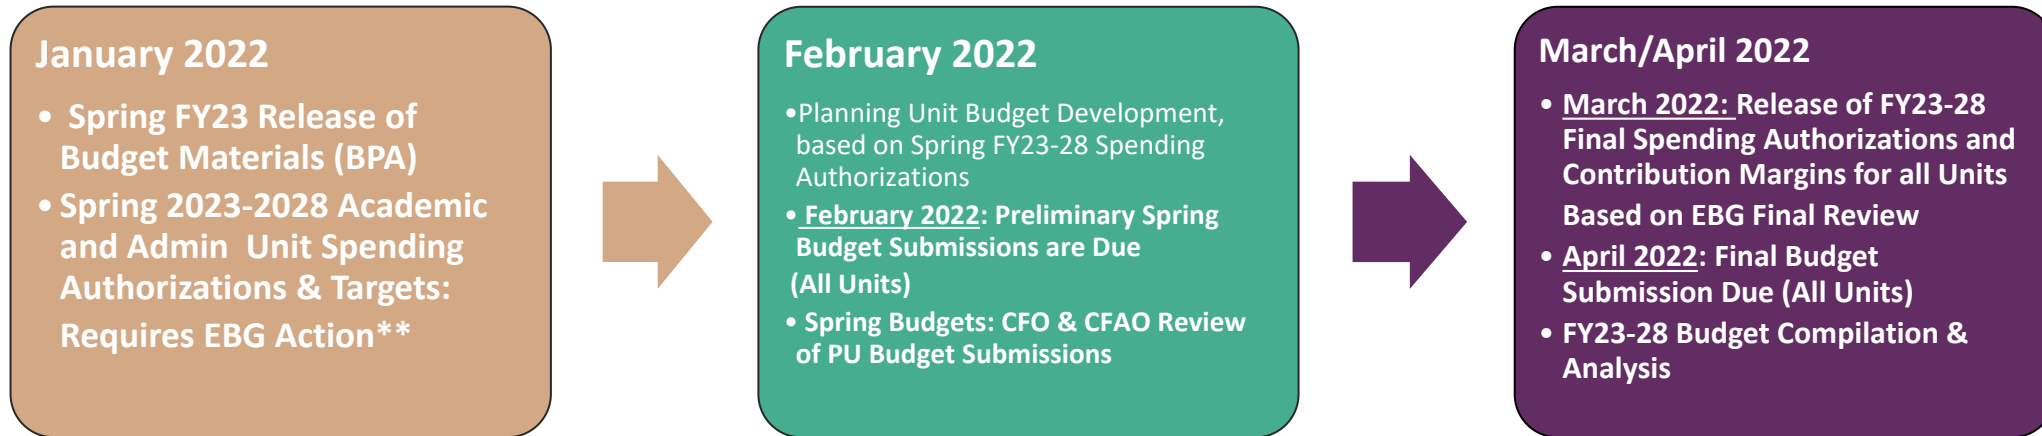 January 2022
• Spring FY23 Release of
Budget Materials (BPA)
• Spring 2023-2028 Academic
and Admin Unit Spending
Authorizations & Targets:
Requires EBG Action**
February 2022
•Planning Unit Budget Development,
based on Spring FY23-28 Spending
Authorizations
• February 2022: Preliminary Spring
Budget Submissions are Due
(All Units)
• Spring Budgets: CFO & CFAO Review
of PU Budget Submissions
March/April 2022
• March 2022: Release of FY23-28
Final Spending Authorizations and
Contribution Margins for all Units
Based on EBG Final Review
• April 2022: Final Budget
Submission Due (All Units)
• FY23-28 Budget Compilation &
Analysis